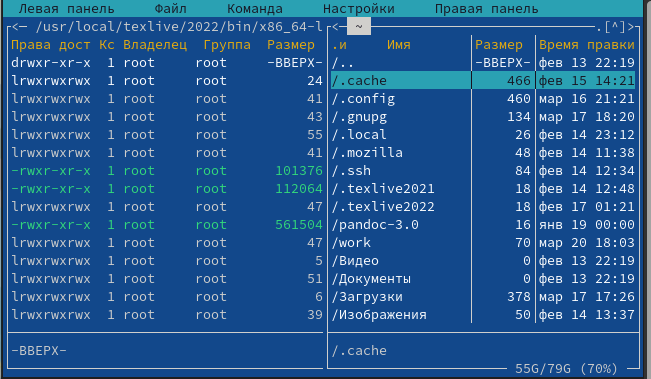 Левая панель Файл Команда Настройки Правая панель
<— /usr/local/texlive/2022/bin/x86_64-l <— ~ .[^]>
Права дост Кс Владелец Группа Размер .и Имя Размер Время правки
drwxr-xr-x 1 root root -ВВЕРХ- /.. -ВВЕРХ- фев 13 22:19
lrwxrwxrwx 1 root root 24 /.cache 466 фев 15 14:21
lrwxrwxrwx 1 root root 41 /.config 460 мар 16 21:21
lrwxrwxrwx 1 root root 43 /.gnupg 134 мар 17 18:20
lrwxrwxrwx 1 root root 55 /.local 26 фев 14 23:12
lrwxrwxrwx 1 root root 41 /.mozilla 48 фев 14 11:38
-rwxr-xr-x 1 root root 101376 /.ssh 84 фев 14 12:34
-rwxr-xr-x 1 root root 112064 /.texlive2021 18 фев 14 12:48
lrwxrwxrwx 1 root root 47 /.texlive2022 18 фев 17 01:21
-rwxr-xr-x 1 root root 561504 /pandoc-3.0 16 янв 19 00:00
lrwxrwxrwx 1 root root 47 /work 70 мар 20 18:03
lrwxrwxrwx 1 root root 5 /Видео 0 фев 13 22:19
lrwxrwxrwx 1 root root 51 /Документы 0 фев 13 22:19
lrwxrwxrwx 1 root root 6 /Загрузки 378 мар 17 17:26
lrwxrwxrwx 1 root root 39 /Изображения 50 фев 14 13:37
-ВВЕРХ- /.cache
55G/79G (70%)